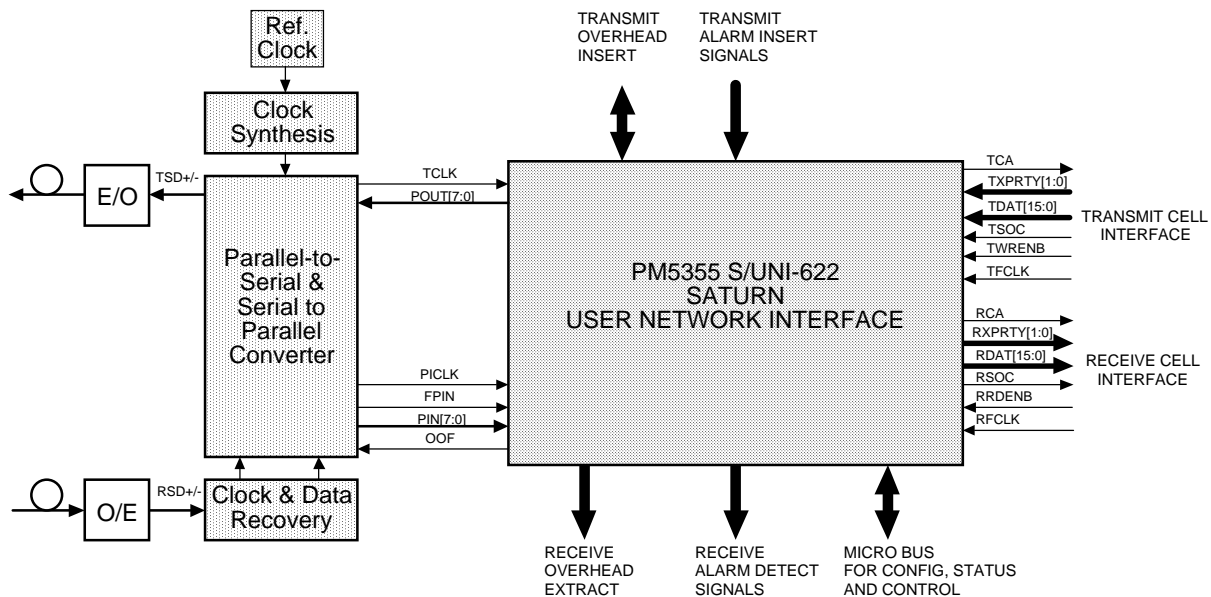 Ref.
Clock
Clock
Synthesis
TRANSMIT
OVERHEAD
INSERT
TRANSMIT
ALARM INSERT
SIGNALS
E/O
TSD+/-
Parallel-to-
Serial &
Serial to
Parallel
Converter
TCLK
POUT[7:0]
PICLK
FPIN
PIN[7:0]
OOF
PM5355 S/UNI-622
SATURN
USER NETWORK INTERFACE
TCA
TXPRTY[1:0]
TDAT[15:0]
TSOC
TWRENB
TFCLK
TRANSMIT CELL
INTERFACE
RCA
RXPRTY[1:0]
RDAT[15:0]
RSOC
RRDENB
RFCLK
RECEIVE CELL
INTERFACE
O/E
RSD+/-
Clock & Data
Recovery
RECEIVE
OVERHEAD
EXTRACT
RECEIVE
ALARM DETECT
SIGNALS
MICRO BUS
FOR CONFIG, STATUS
AND CONTROL